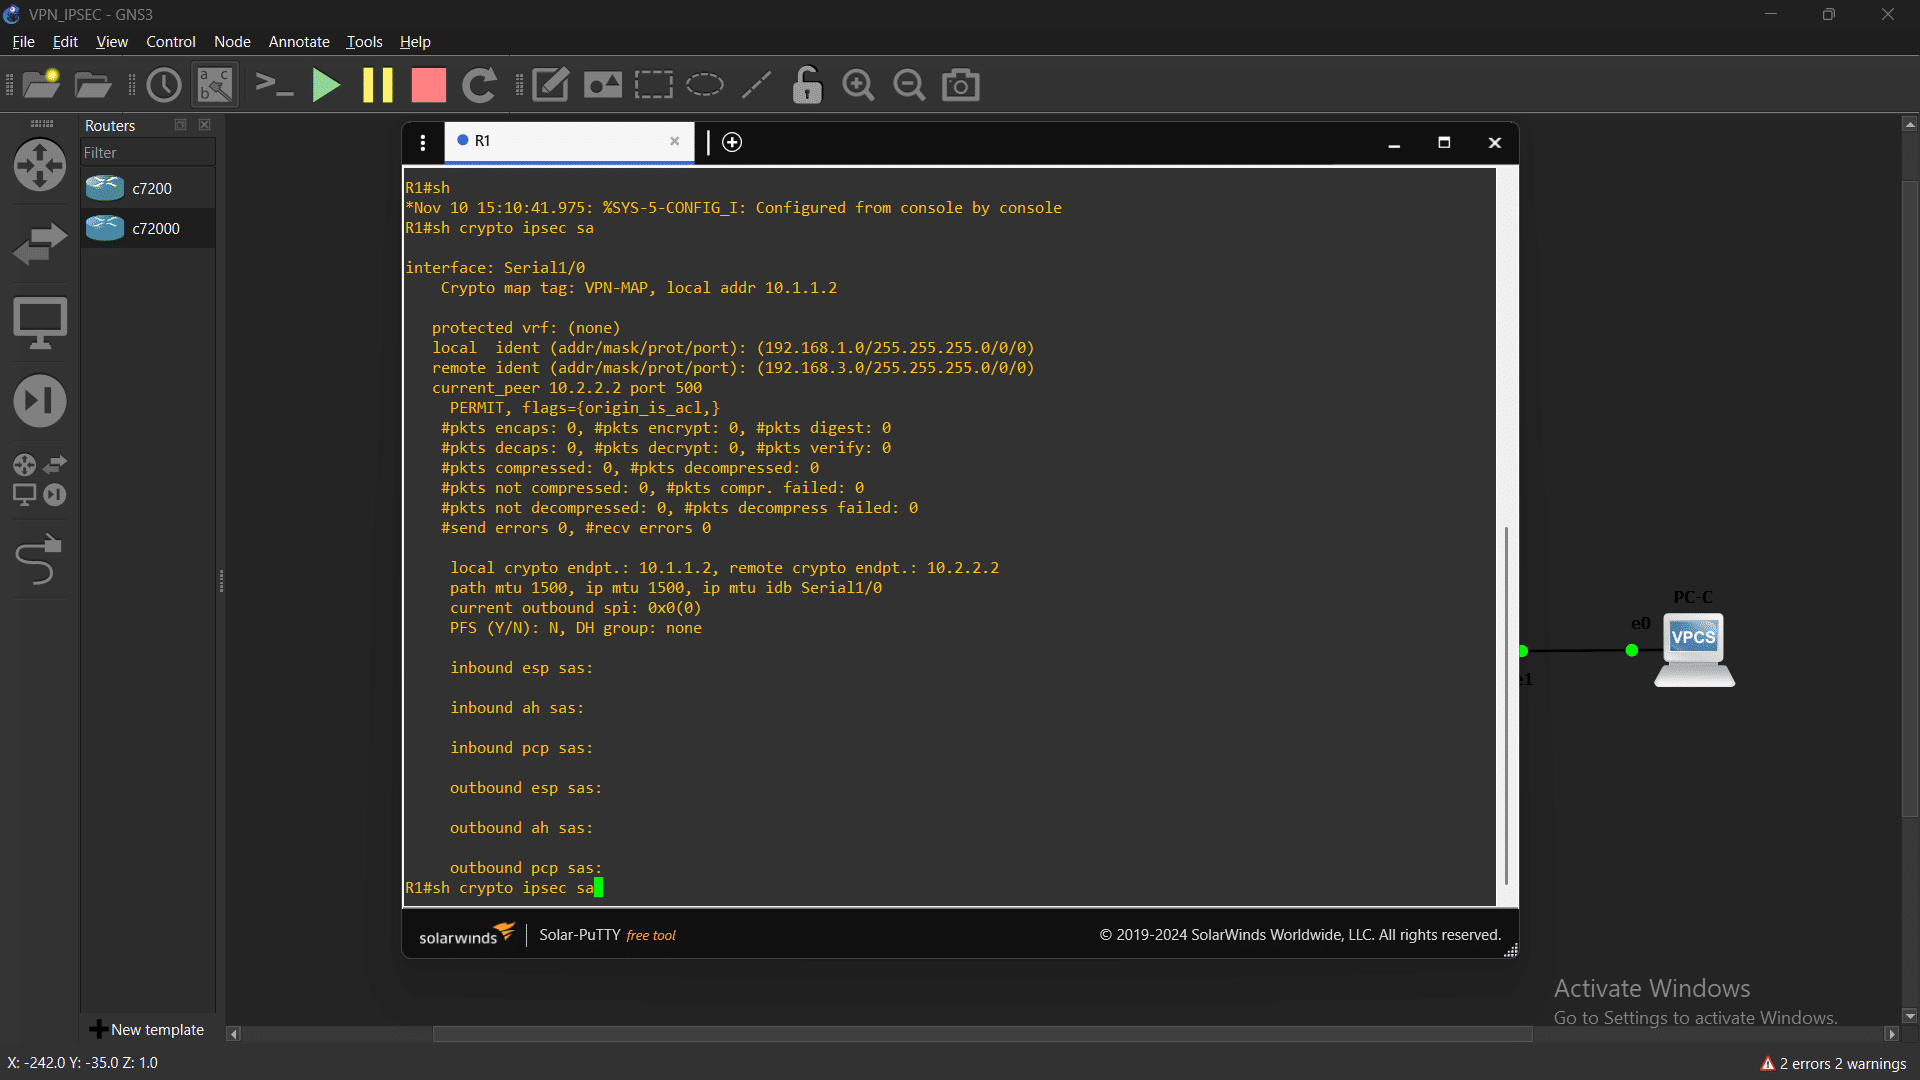 VPN_IPSEC - GNS3
File Edit View Control Node Annotate Tools Help
Routers
Filter
c7200
c72000
New template
R1
R1#sh
*Nov 10 15:10:41.975: %SYS-5-CONFIG_I: Configured from console by console
R1#sh crypto ipsec sa
interface: Serial1/0
Crypto map tag: VPN-MAP, local addr 10.1.1.2
protected vrf: (none)
local  ident (addr/mask/prot/port): (192.168.1.0/255.255.255.0/0/0)
remote ident (addr/mask/prot/port): (192.168.3.0/255.255.255.0/0/0)
current_peer 10.2.2.2 port 500
PERMIT, flags={origin_is_acl,}
#pkts encaps: 0, #pkts encrypt: 0, #pkts digest: 0
#pkts decaps: 0, #pkts decrypt: 0, #pkts verify: 0
#pkts compressed: 0, #pkts decompressed: 0
#pkts not compressed: 0, #pkts compr. failed: 0
#pkts not decompressed: 0, #pkts decompress failed: 0
#send errors 0, #recv errors 0
local crypto endpt.: 10.1.1.2, remote crypto endpt.: 10.2.2.2
path mtu 1500, ip mtu 1500, ip mtu idb Serial1/0
current outbound spi: 0x0(0)
PFS (Y/N): N, DH group: none
inbound esp sas:
inbound ah sas:
inbound pcp sas:
outbound esp sas:
outbound ah sas:
outbound pcp sas:
R1#sh crypto ipsec sa
solarwinds Solar-PuTTY free tool © 2019-2024 SolarWinds Worldwide, LLC. All rights reserved.
PC-C
e0
VPCS
Activate Windows
Go to Settings to activate Windows.
X: -242.0 Y: -35.0 Z: 1.0
2 errors 2 warnings